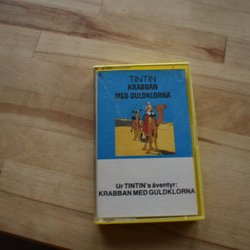 TINTIN
KRABBAN
MED GULDKLORNA
Ur TINTIN's äventyr:
KRABBAN MED GULDKLORNA